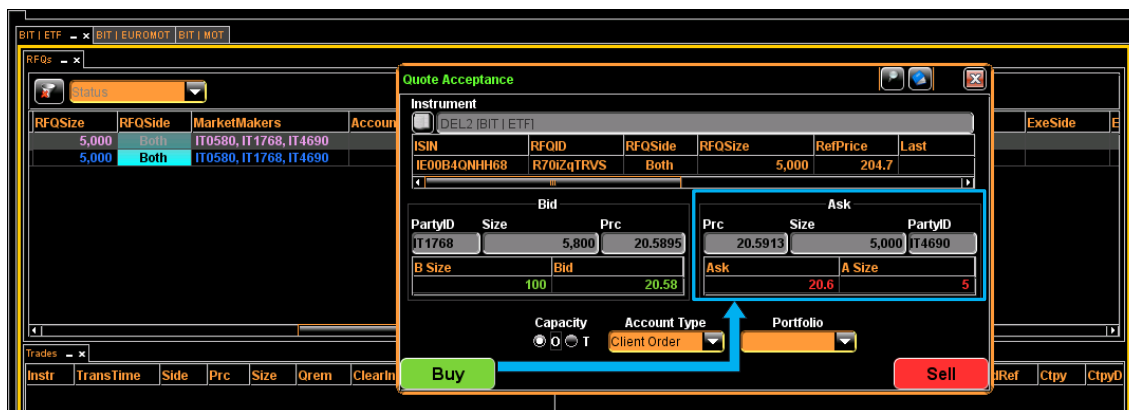 BIT | ETF BIT | EUROMOT BIT | MOT
RFQs
Status
RFQSize RFQSide MarketMakers Accoun ExeSide E
5,000 Both IT0580, IT1768, IT4690
5,000 Both IT0580, IT1768, IT4690
Quote Acceptance
Instrument
DEL2 [BIT | ETF]
ISIN RFQID RFQSide RFQSize RefPrice Last
IE00B4QNHH68 R70iZqTRVS Both 5,000 204.7
Bid
PartyID Size Prc
IT1768 5,800 20.5895
B Size Bid
100 20.58
Ask
Prc Size PartyID
20.5913 5,000 IT4690
Ask A Size
20.6 5
Capacity Account Type Portfolio
O T Client Order
Buy Sell
Trades
Instr TransTime Side Prc Size Qrem ClearIn dRef Ctpy CtpyD